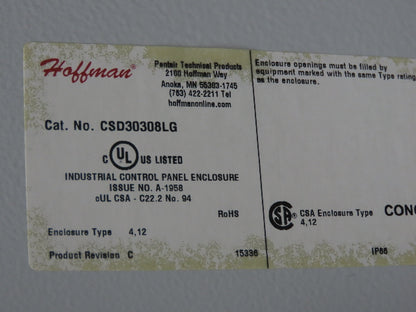 Hoffman®
Pentair Technical Products
2100 Hoffman Way
Anoka, MN 55303-1745
(763) 422-2211 Tel
hoffmanonline.com
Cat. No. CSD30308LG
C UL US LISTED
INDUSTRIAL CONTROL PANEL ENCLOSURE
ISSUE NO. A-1958
cUL CSA - C22.2 No. 94
RoHS
Enclosure Type 4,12
Product Revision C
15336
Enclosure openings must be filled by
equipment marked with the same Type rating
as the enclosure.
CSA Enclosure Type
4,12
IP66